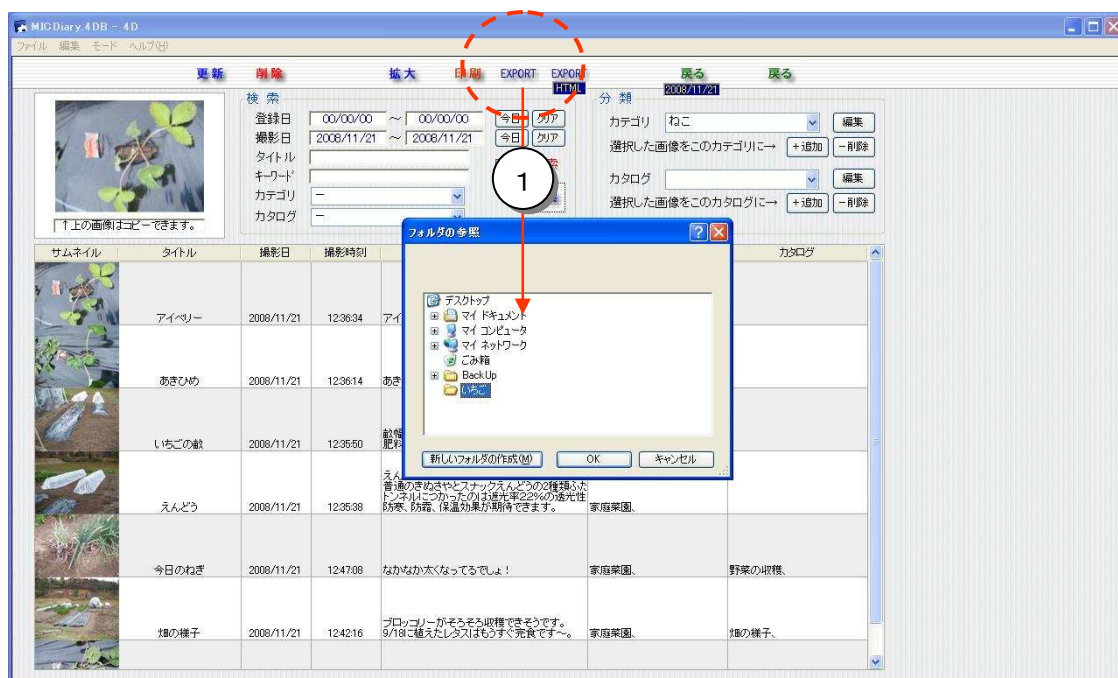 MICDiary.4DB - 4D
ファイル 編集 モード ヘルプ(H)
更新 削除 拡大 印刷 EXPORT EXPORT 戻る 戻る
HTML 2008/11/21
検索
登録日 00/00/00 ～ 00/00/00 今日 クリア
撮影日 2008/11/21 ～ 2008/11/21 今日 クリア
タイトル
キーワード
カテゴリ -
カタログ -
↑上の画像はコピーできます。
分類
カテゴリ ねこ 編集
選択した画像をこのカテゴリに→ +追加 -削除
カタログ 編集
選択した画像をこのカタログに→ +追加 -削除
1
フォルダの参照
デスクトップ
マイ ドキュメント
マイ コンピュータ
マイ ネットワーク
ごみ箱
BackUp
いちご
新しいフォルダの作成(M) OK キャンセル
サムネイル タイトル 撮影日 撮影時刻 カタログ
アイベリー 2008/11/21 12:36:34 アイ
あきひめ 2008/11/21 12:36:14 あき
いちごの畝 2008/11/21 12:35:50 畝幅
肥料
えん
普通のきぬさやとスナックえんどうの2種類ふた
トンネルにつかったのは遮光率22%の透光性
えんどう 2008/11/21 12:35:38 防寒、防霜、保温効果が期待できます。 家庭菜園、
今日のねぎ 2008/11/21 12:47:08 なかなか太くなってるでしょ！ 家庭菜園、 野菜の収穫、
ブロッコリーがそろそろ収穫できそうです。
畑の様子 2008/11/21 12:42:16 9/18に植えたレタスはもうすぐ完食です～。 家庭菜園、 畑の様子、